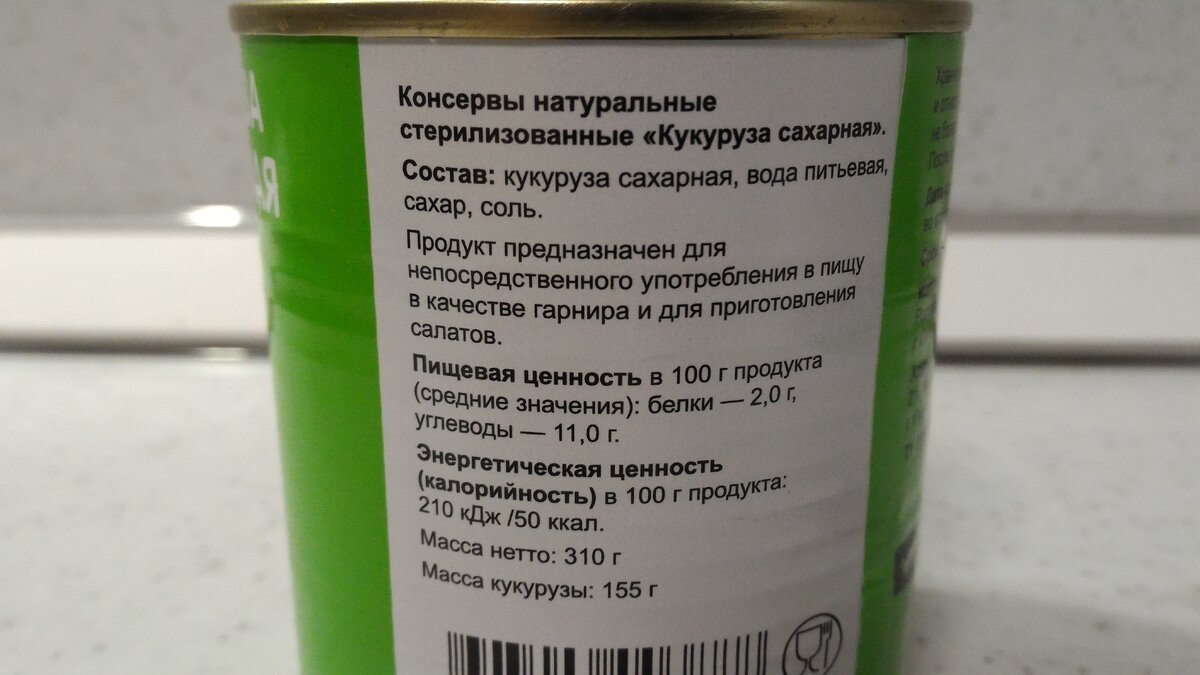 Консервы натуральные
стерилизованные «Кукуруза сахарная».
Состав: кукуруза сахарная, вода питьевая,
сахар, соль.
Продукт предназначен для
непосредственного употребления в пищу
в качестве гарнира и для приготовления
салатов.
Пищевая ценность в 100 г продукта
(средние значения): белки — 2,0 г,
углеводы — 11,0 г.
Энергетическая ценность
(калорийность) в 100 г продукта:
210 кДж /50 ккал.
Масса нетто: 310 г
Масса кукурузы: 155 г